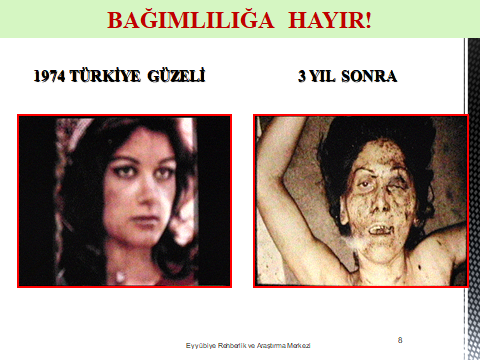 BAĞIMLILIĞA HAYIR!
1974 TÜRKİYE GÜZELİ
3 YIL SONRA
Eyyübiye Rehberlik ve Araştırma Merkezi
8